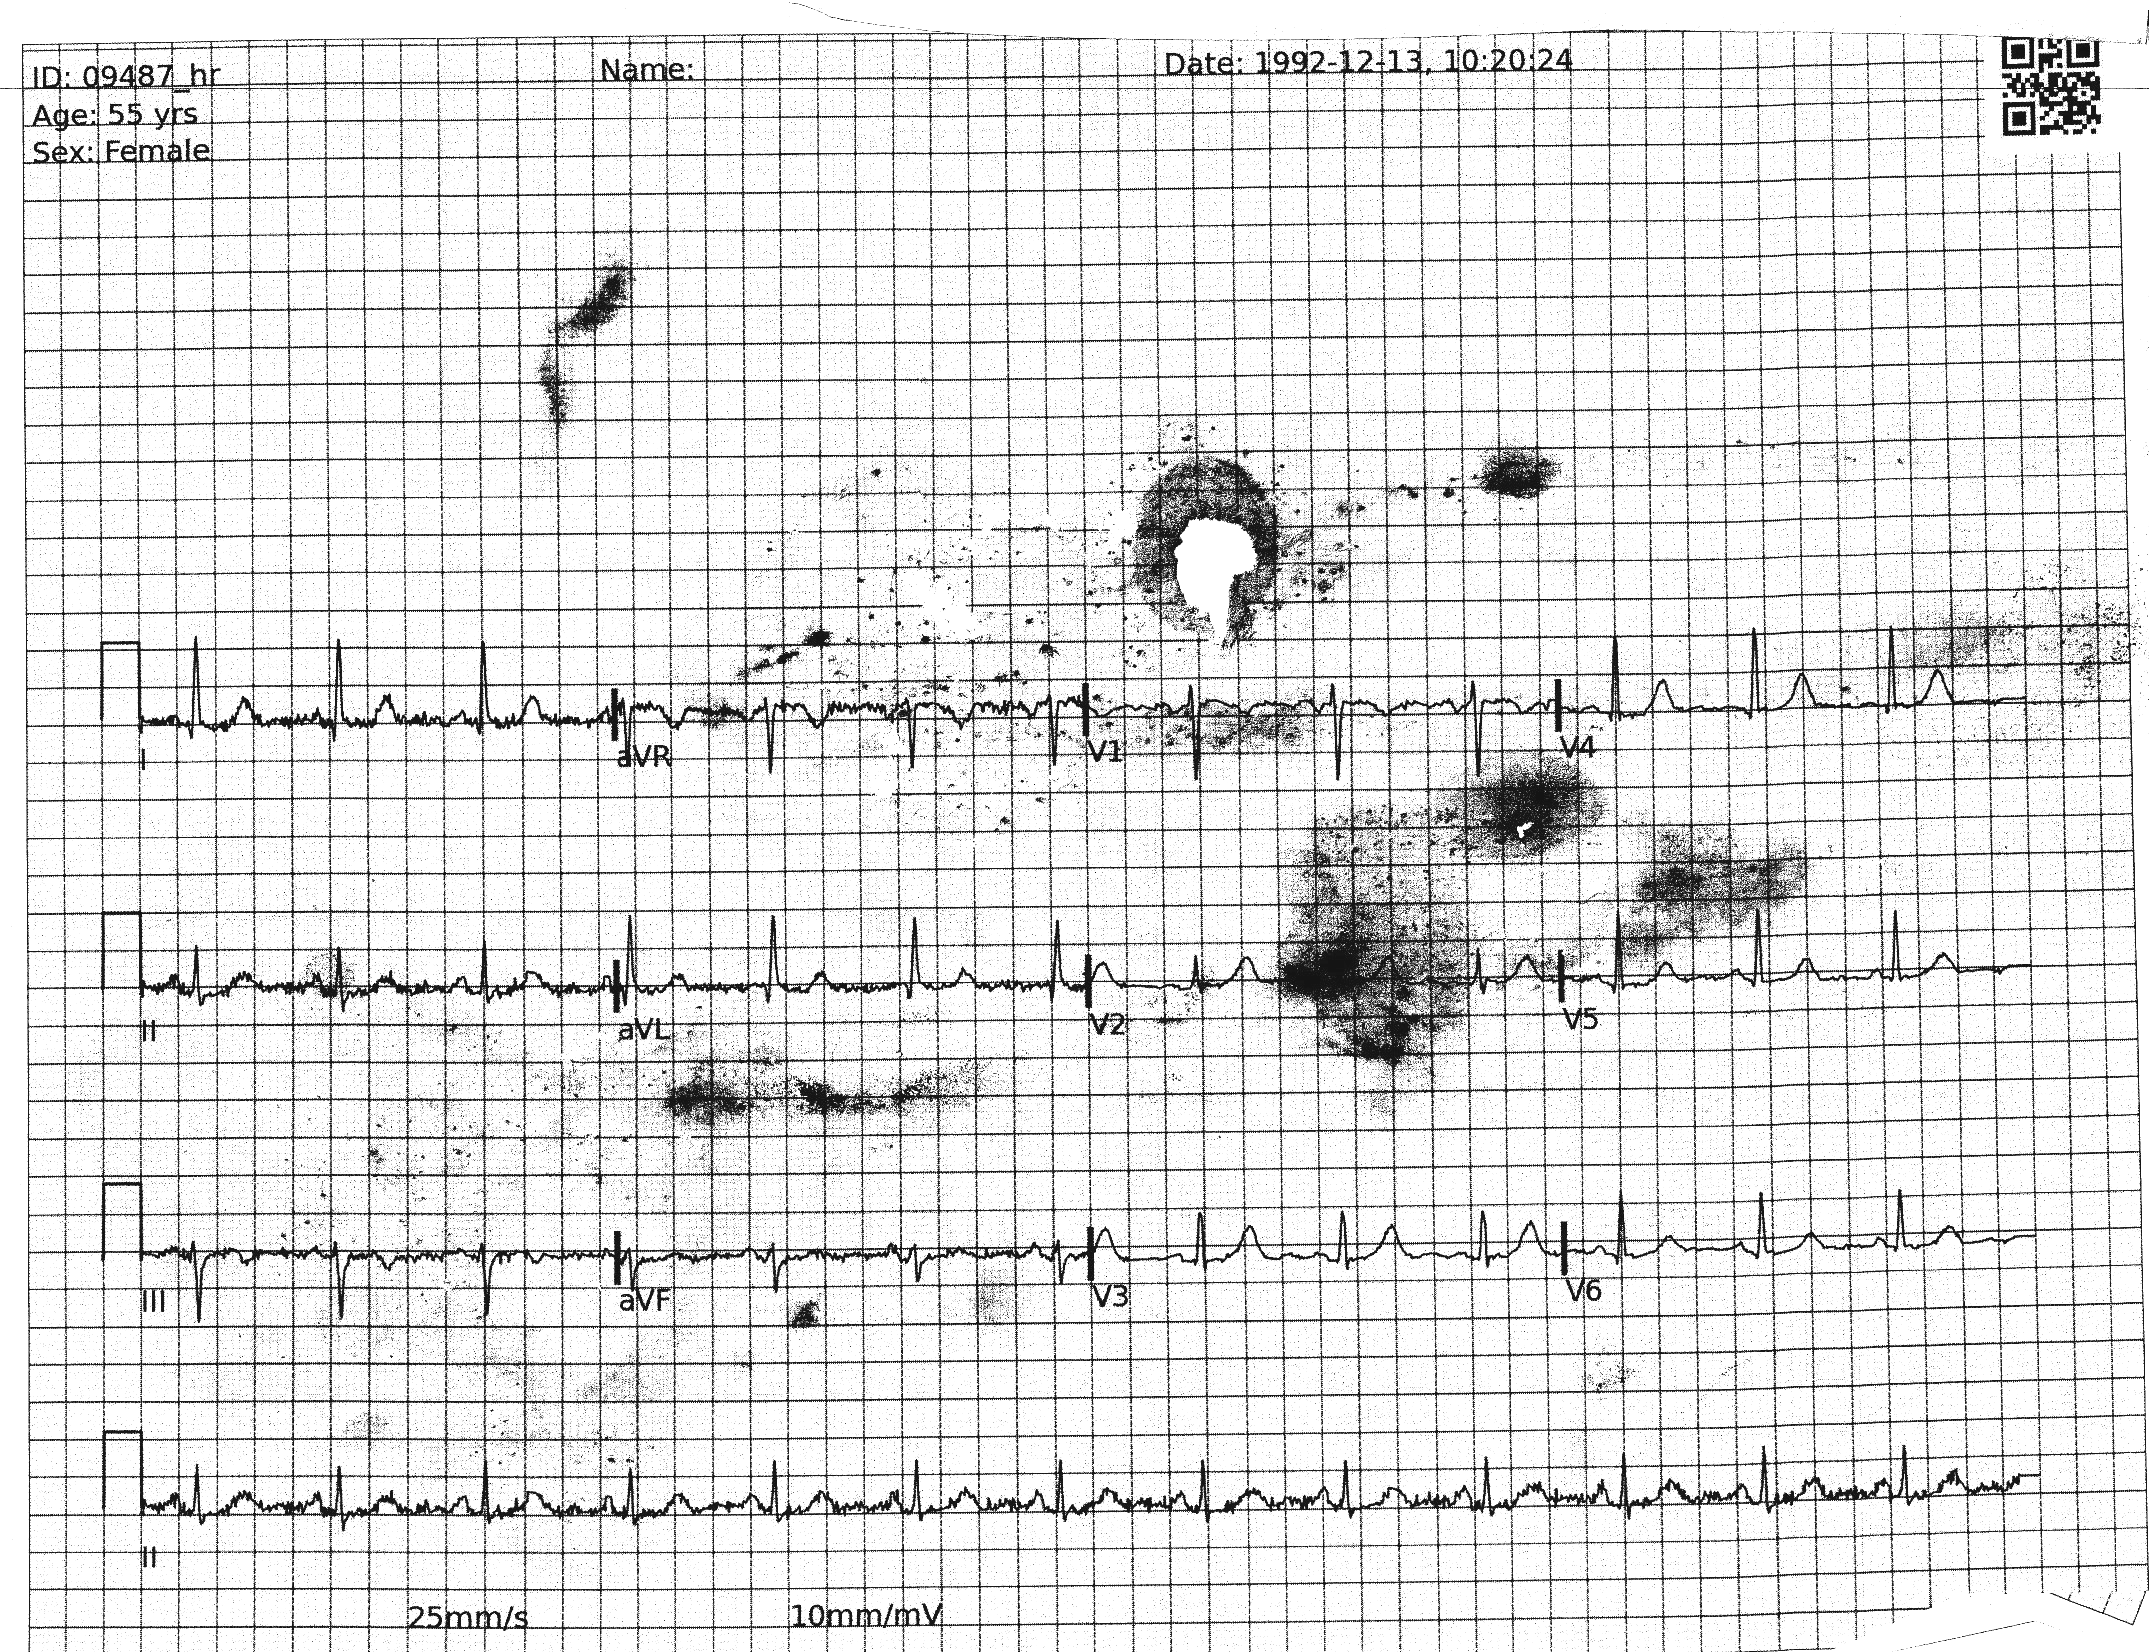 ID: 09487_hr
Name:
Date: 1992-12-13, 10:20:24
Age: 55 yrs
Sex: Female
I
aVR
V1
V4
II
aVL
V2
V5
III
aVF
V3
V6
II
25mm/s
10mm/mV